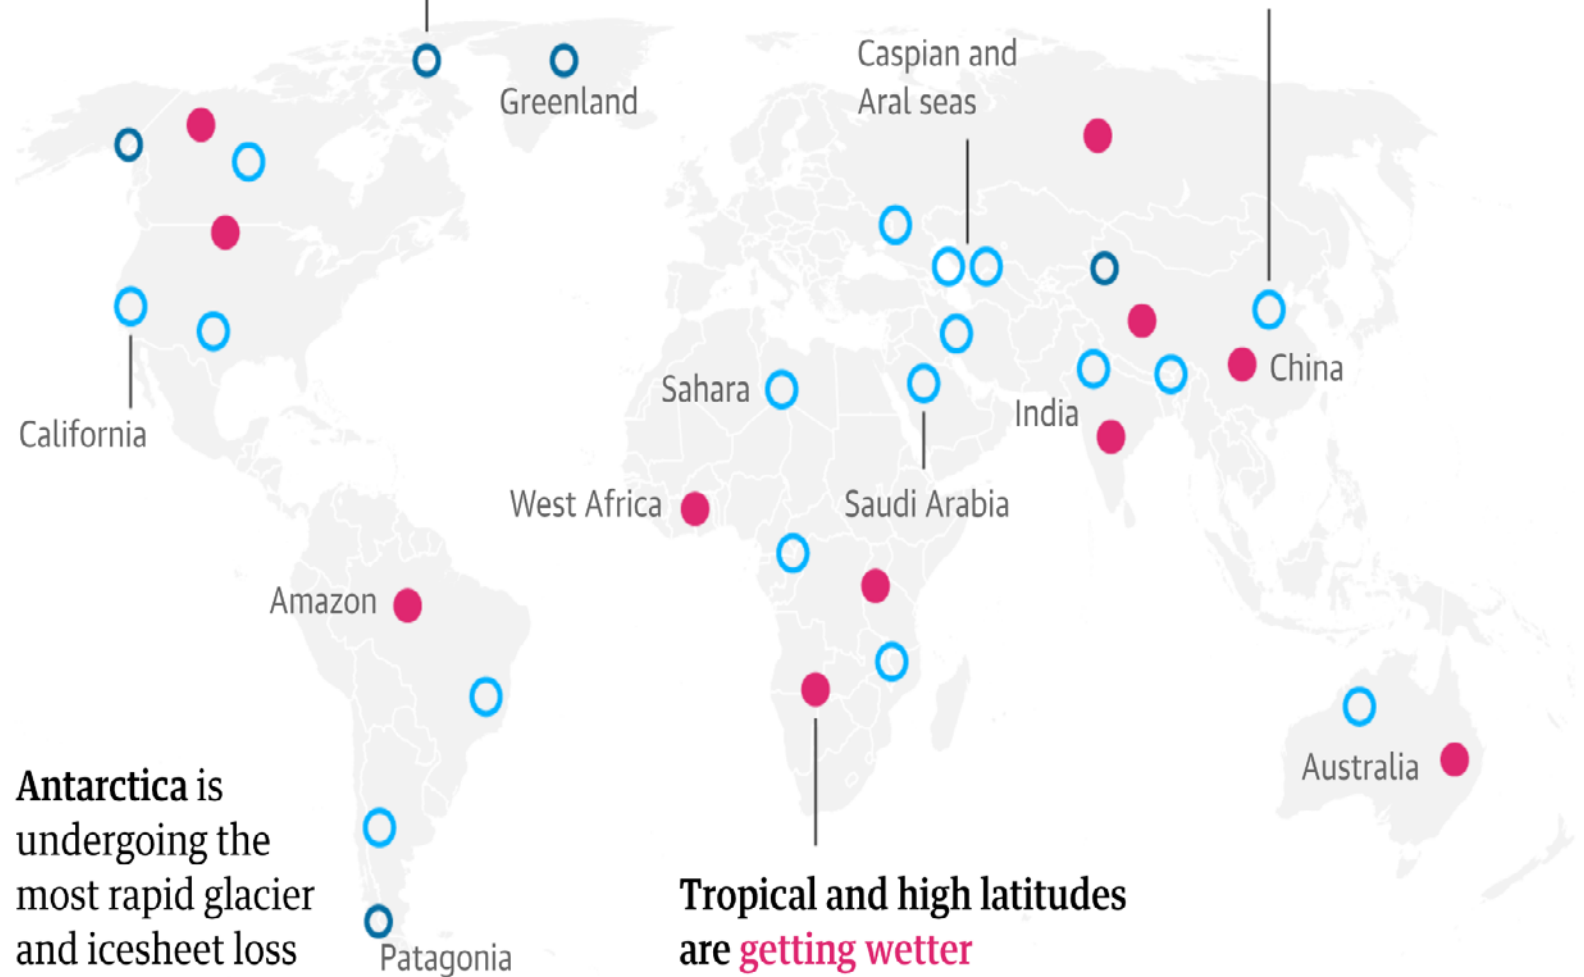 Caspian and
Aral seas
Greenland
China
Sahara
India
California
West Africa
Saudi Arabia
Amazon
Australia
Antarctica is
undergoing the
most rapid glacier
and icesheet loss
Patagonia
Tropical and high latitudes
are getting wetter